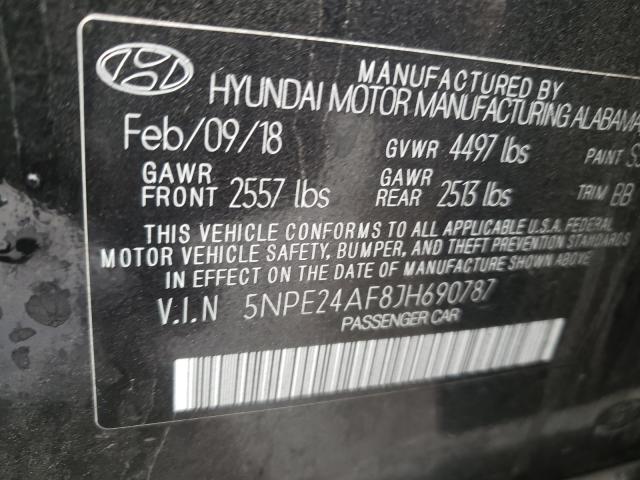 MANUFACTURED BY
HYUNDAI MOTOR MANUFACTURING ALABAMA
Feb/09/18 GVWR 4497 lbs PAINT
GAWR FRONT 2557 lbs GAWR REAR 2513 lbs TRIM BB
THIS VEHICLE CONFORMS TO ALL APPLICABLE U.S.A. FEDERAL
MOTOR VEHICLE SAFETY, BUMPER, AND THEFT PREVENTION STANDARDS
IN EFFECT ON THE DATE OF MANUFACTURE SHOWN ABOVE.
V.I.N 5NPE24AF8JH690787
PASSENGER CAR